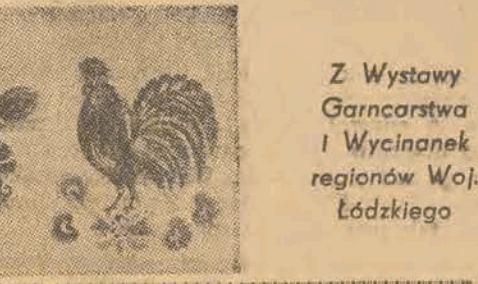 Z Wystawy
Garncarstwa
I Wycinanek
regionów Woj.
Łódzkiego